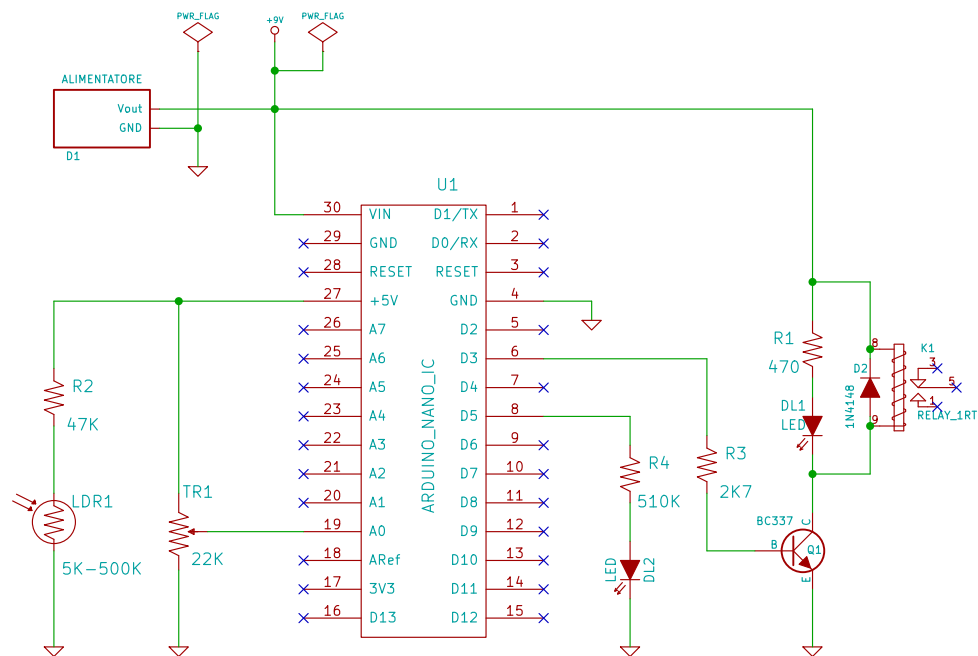 PWR_FLAG
+9V
PWR_FLAG
ALIMENTATORE
Vout
GND
D1
U1
30 VIN D1/TX 1
29 GND D0/RX 2
28 RESET RESET 3
27 +5V GND 4
26 A7 D2 5
25 A6 D3 6
24 A5 D4 7
23 A4 D5 8
22 A3 D6 9
21 A2 D7 10
20 A1 D8 11
19 A0 D9 12
18 ARef D10 13
17 3V3 D11 14
16 D13 D12 15
ARDUINO_NANO_IC
R2
47K
LDR1
5K-500K
TR1
22K
R4
510K
LED
DL2
R3
2K7
R1
470
DL1
LED
D2
1N4148
8
9
K1
3
5
1
RELAY_1RT
BC337
Q1
B
C
E